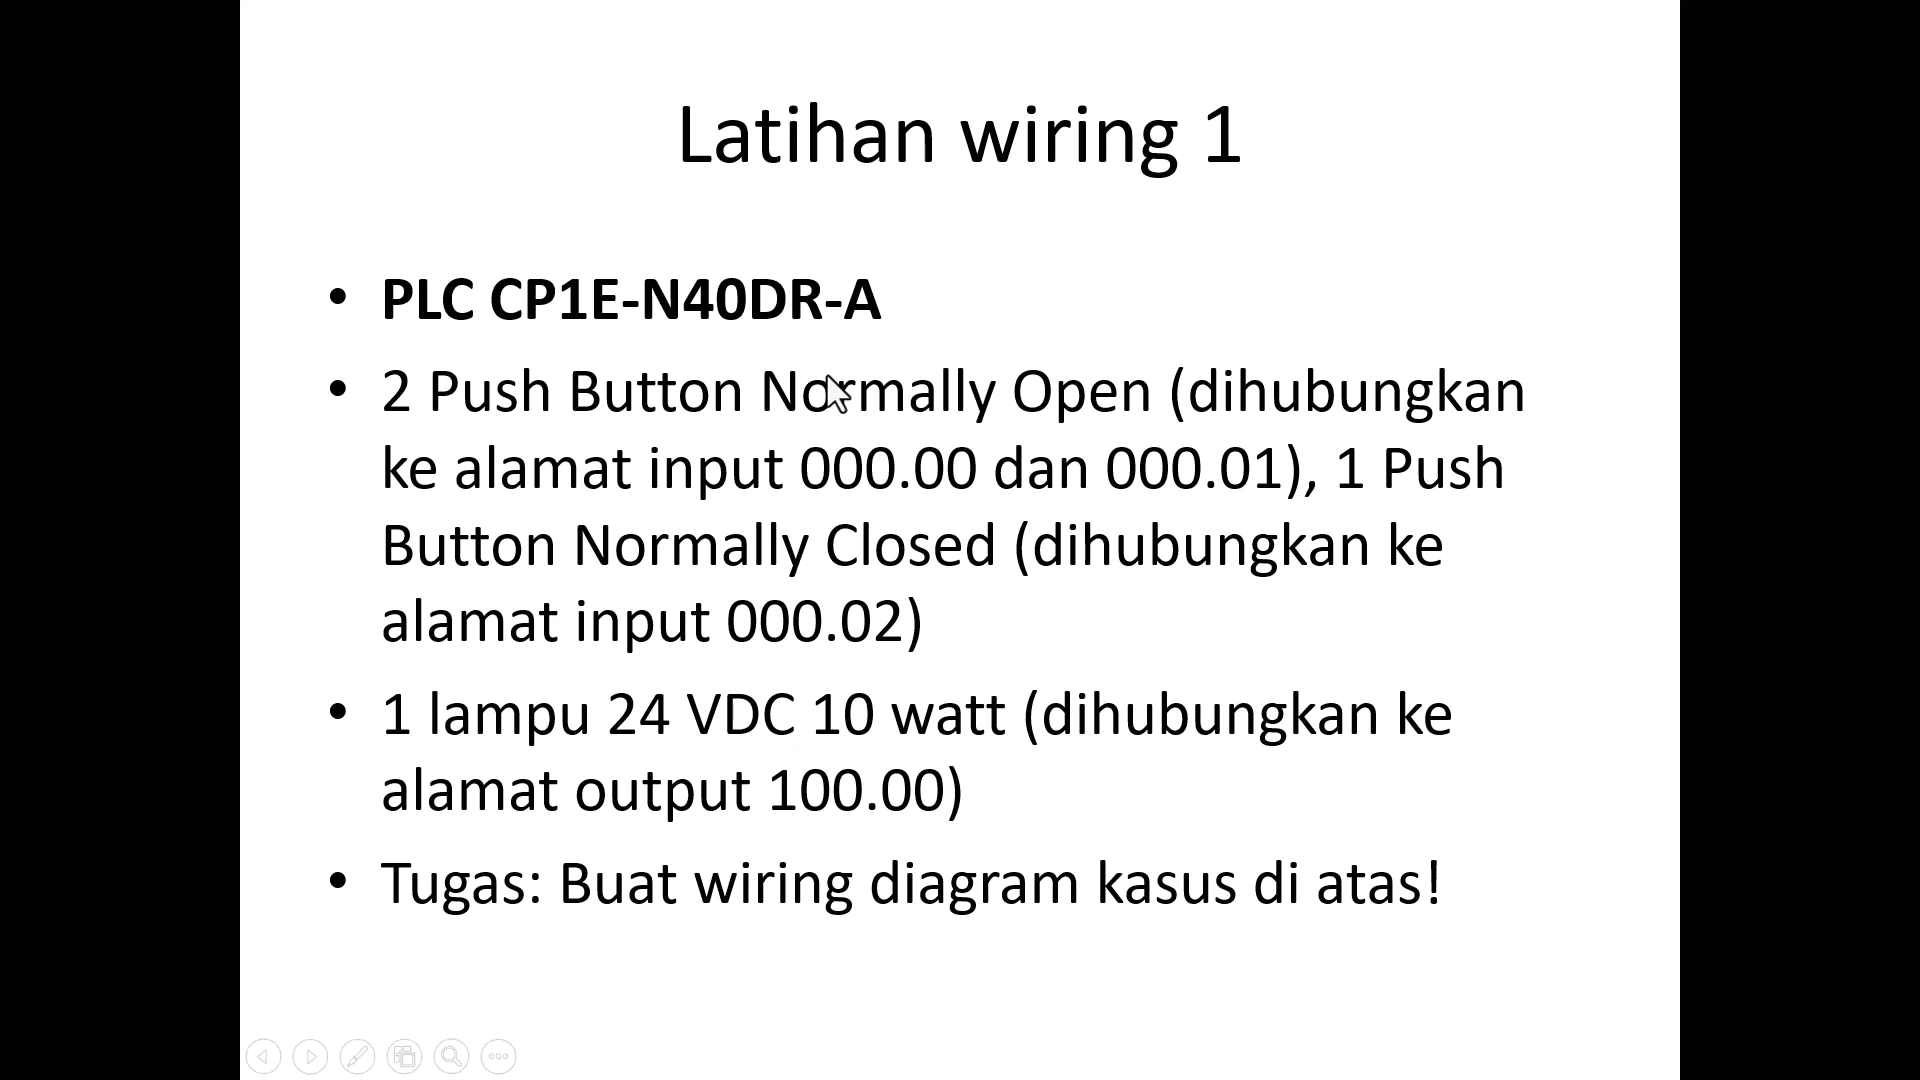 Latihan wiring 1
• PLC CP1E-N40DR-A
• 2 Push Button Normally Open (dihubungkan
ke alamat input 000.00 dan 000.01), 1 Push
Button Normally Closed (dihubungkan ke
alamat input 000.02)
• 1 lampu 24 VDC 10 watt (dihubungkan ke
alamat output 100.00)
• Tugas: Buat wiring diagram kasus di atas!